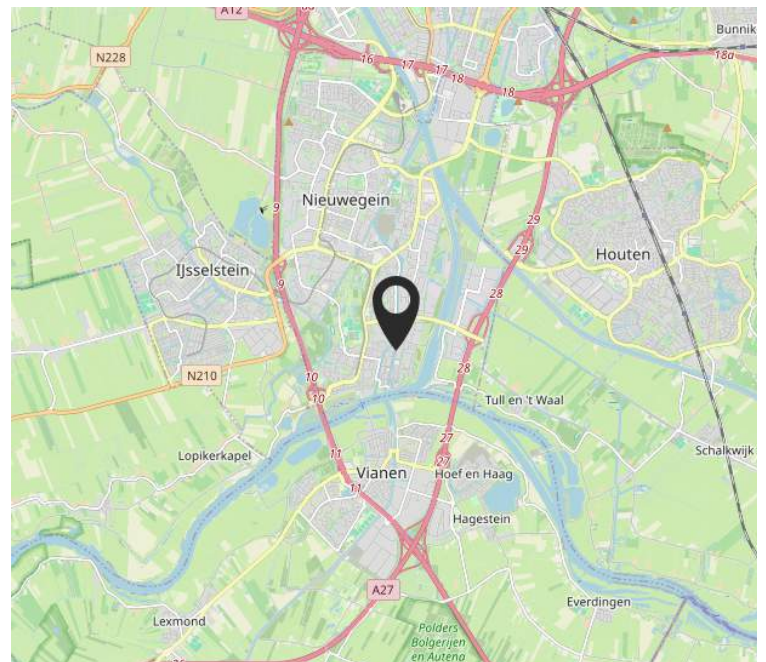 A12
Bunnik
N228
16
17
17
18
18
18a
9
Nieuwegein
29
29
Houten
IJsselstein
9
28
28
10
10
N210
Tull en 't Waal
27
27
Schalkwijk
Lopikerkapel
11
11
Vianen
Hoef en Haag
Hagestein
A27
Everdingen
Lexmond
Polders
Bolgerijen
en Autena